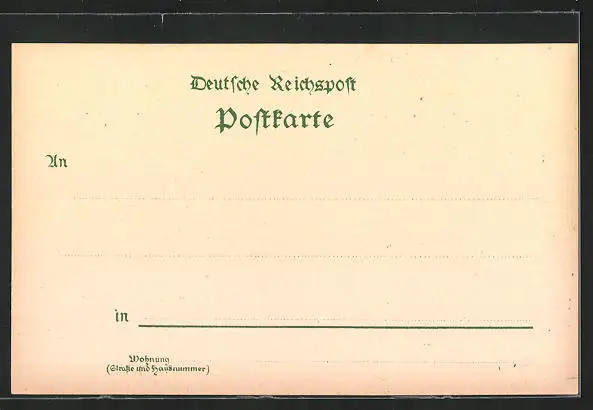 Deutſche Reichspoſt
Poſtkarte
An
in
Wohnung
(Straße und Hausnummer)